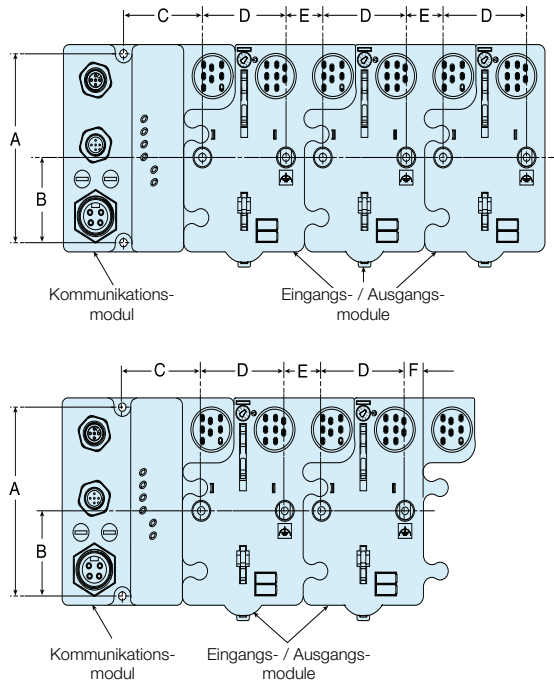 C D E D E D
A
B
Kommunikations-
modul
Eingangs- / Ausgangs-
module
C D E D F
A
B
Kommunikations-
modul
Eingangs- / Ausgangs-
module